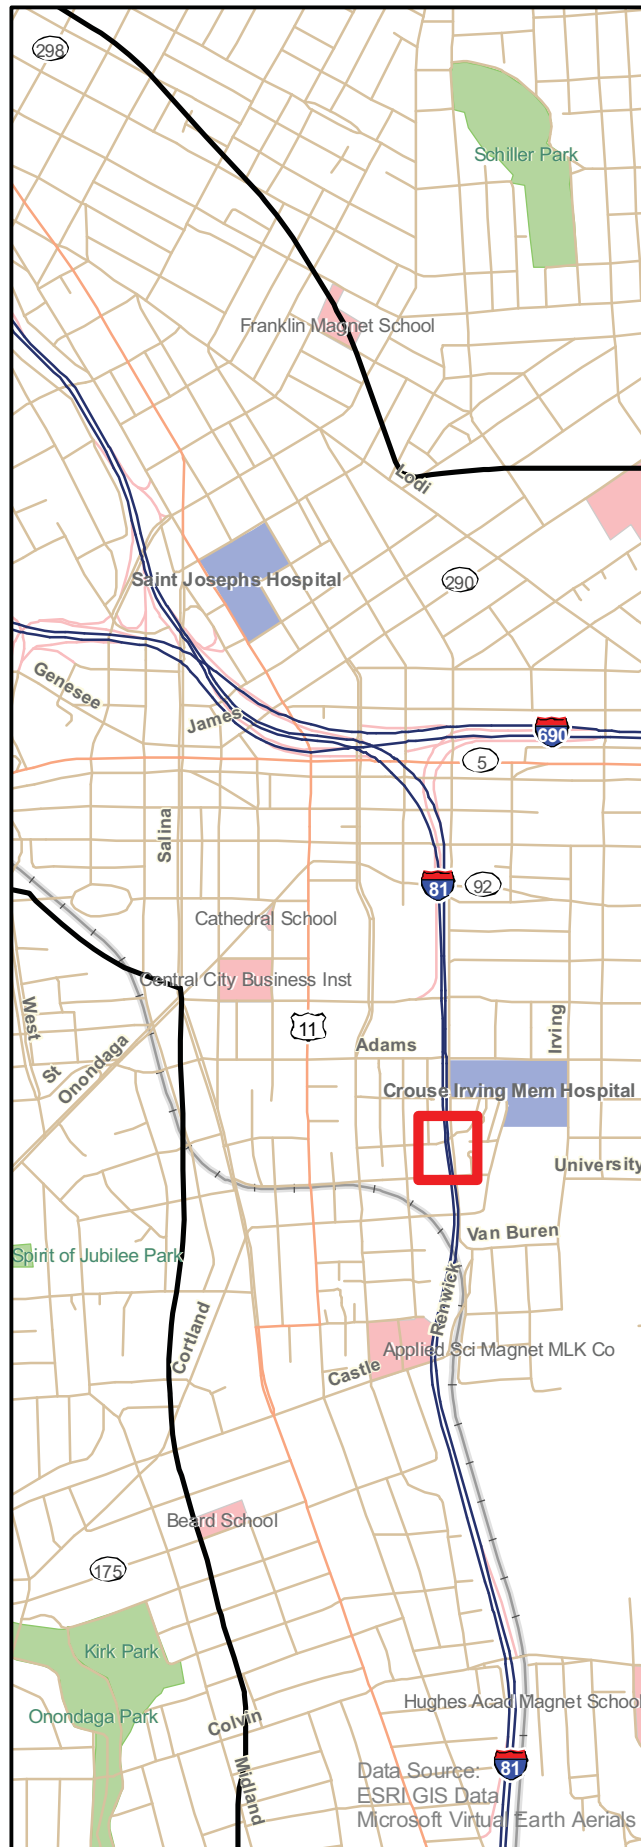 298
Schiller Park
Franklin Magnet School
Lodi
Saint Josephs Hospital
290
Genesee
James
690
5
Salina
81
92
Cathedral School
Central City Business Inst
West
11
Irving
Adams
St
Onondaga
Crouse Irving Mem Hospital
University
Van Buren
Spirit of Jubilee Park
Renwick
Cortland
Applied Sci Magnet MLK Co
Castle
Beard School
175
Kirk Park
Hughes Acad Magnet School
Onondaga Park
Colvin
Midland
81
Data Source:
ESRI GIS Data
Microsoft Virtual Earth Aerials